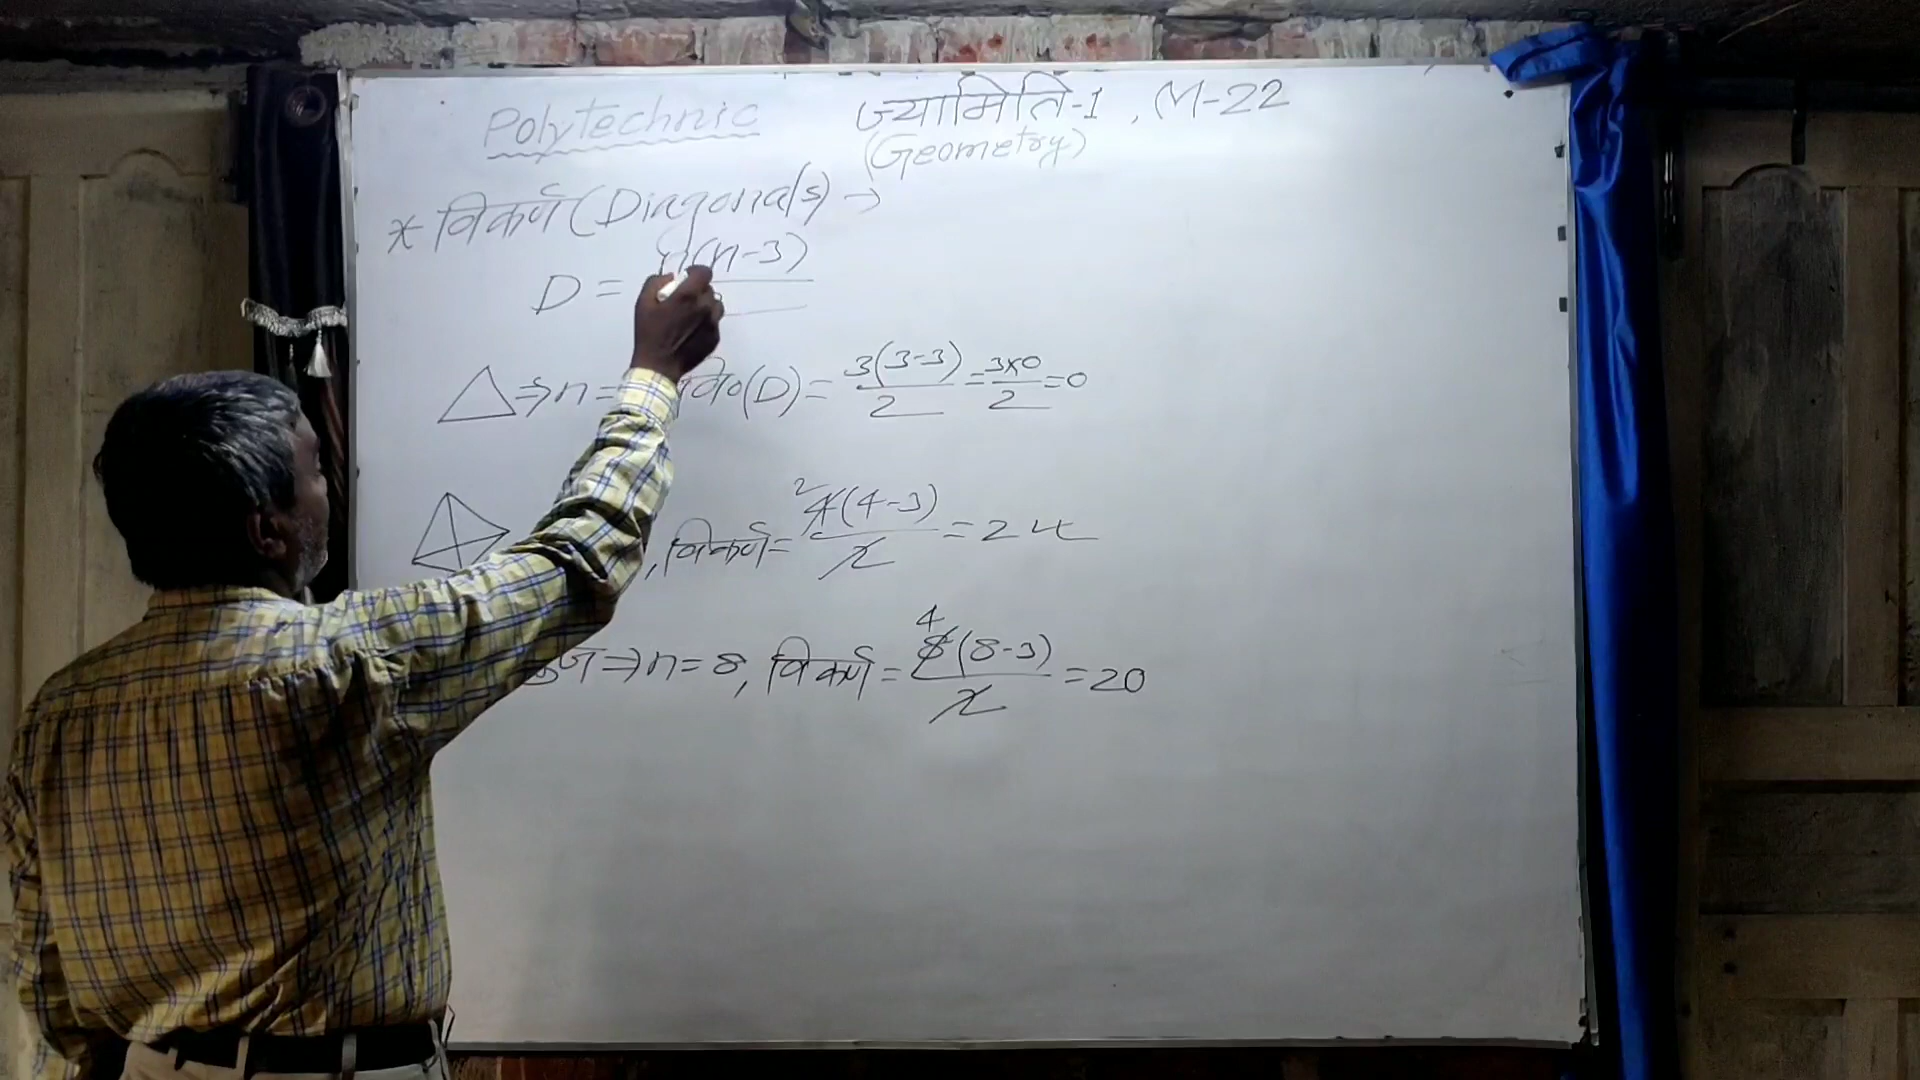 Polytechnic ज्यामिति-1, M-22
(Geometry)
* विकर्ण (Diagonals) →
D = n(n-3)
△ ⇒ n = वि०(D) = 3(3-3)/2 = 3×0/2 = 0
, विकर्ण = 4(4-3)/2 = 2
⇒ n = 8, विकर्ण = 8(8-3)/2 = 20